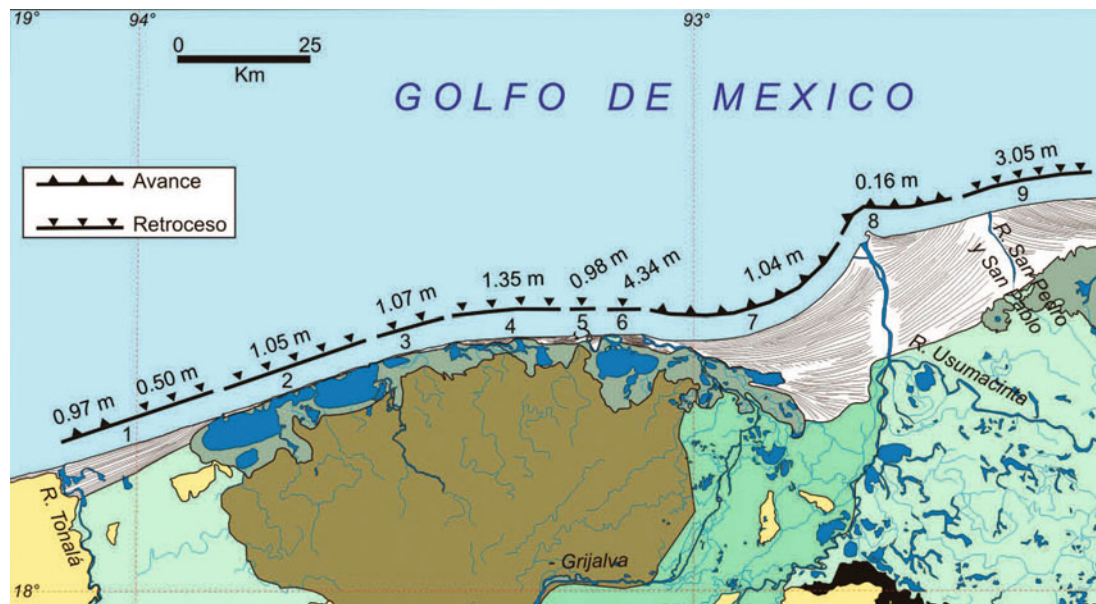 19°
94°
93°
0 25
Km
GOLFO DE MEXICO
Avance
Retroceso
0.97 m
0.50 m
1.05 m
1.07 m
1.35 m
0.98 m
4.34 m
1.04 m
0.16 m
3.05 m
1
2
3
4
5
6
7
8
9
R. San Pedro
y San Pablo
R. Usumacinta
R. Tonalá
Grijalva
18°